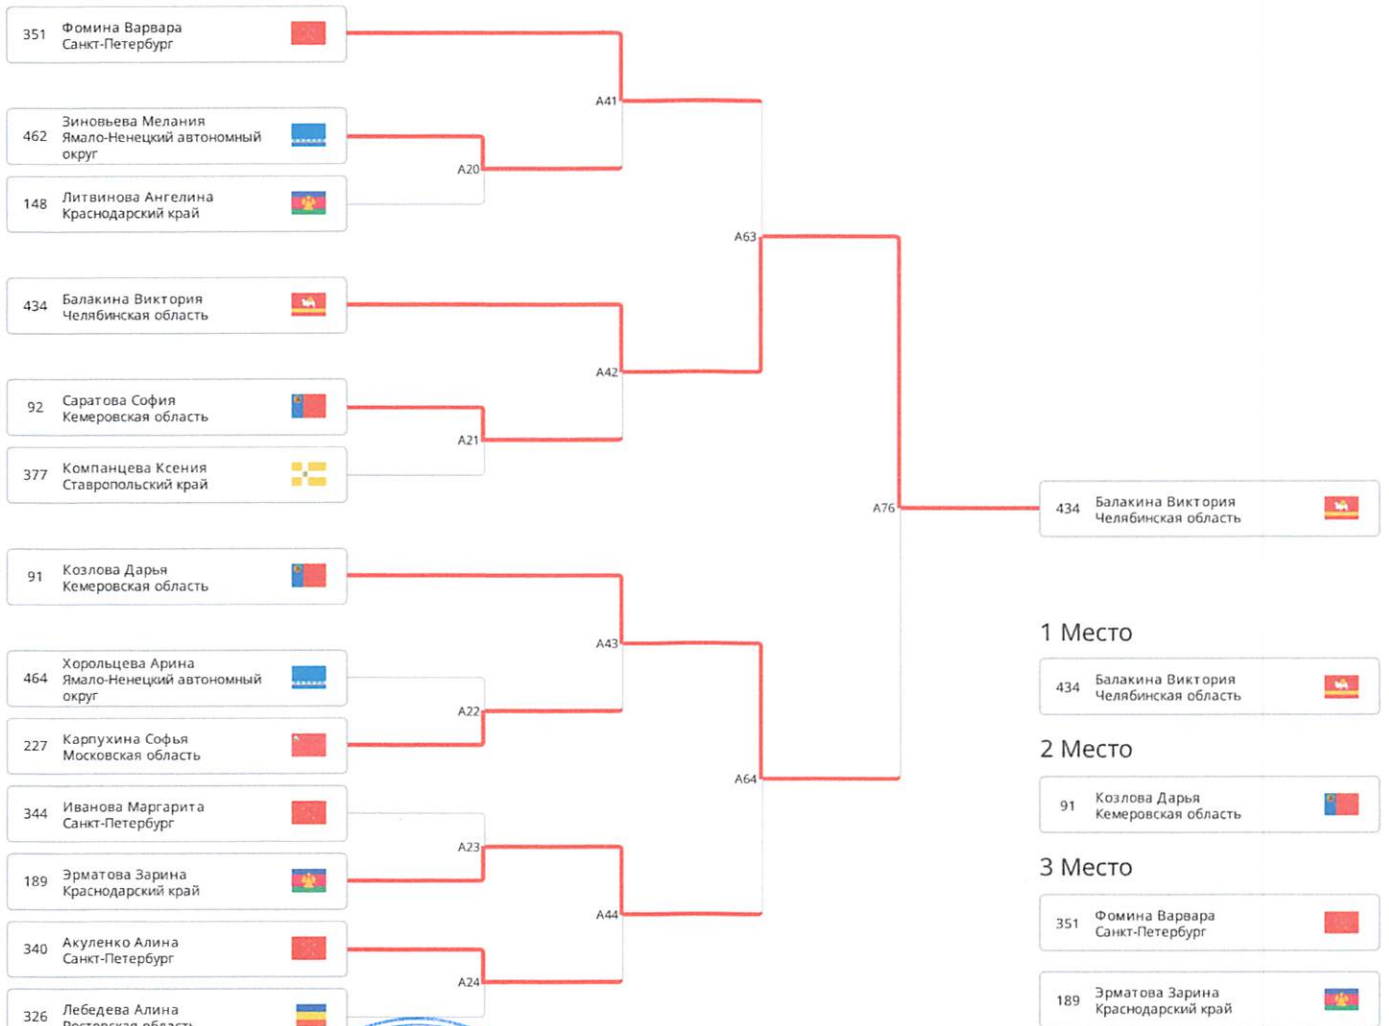 351
Фомина Варвара
Санкт-Петербург
462
Зиновьева Мелания
Ямало-Ненецкий автономный
округ
148
Литвинова Ангелина
Краснодарский край
434
Балакина Виктория
Челябинская область
92
Саратова София
Кемеровская область
377
Компанцева Ксения
Ставропольский край
91
Козлова Дарья
Кемеровская область
464
Хорольцева Арина
Ямало-Ненецкий автономный
округ
227
Карпухина Софья
Московская область
344
Иванова Маргарита
Санкт-Петербург
189
Эрматова Зарина
Краснодарский край
340
Акуленко Алина
Санкт-Петербург
326
Лебедева Алина
Ростовская область
A20
A21
A22
A23
A24
A41
A42
A43
A44
A63
A64
A76
434
Балакина Виктория
Челябинская область
1 Место
434
Балакина Виктория
Челябинская область
2 Место
91
Козлова Дарья
Кемеровская область
3 Место
351
Фомина Варвара
Санкт-Петербург
189
Эрматова Зарина
Краснодарский край